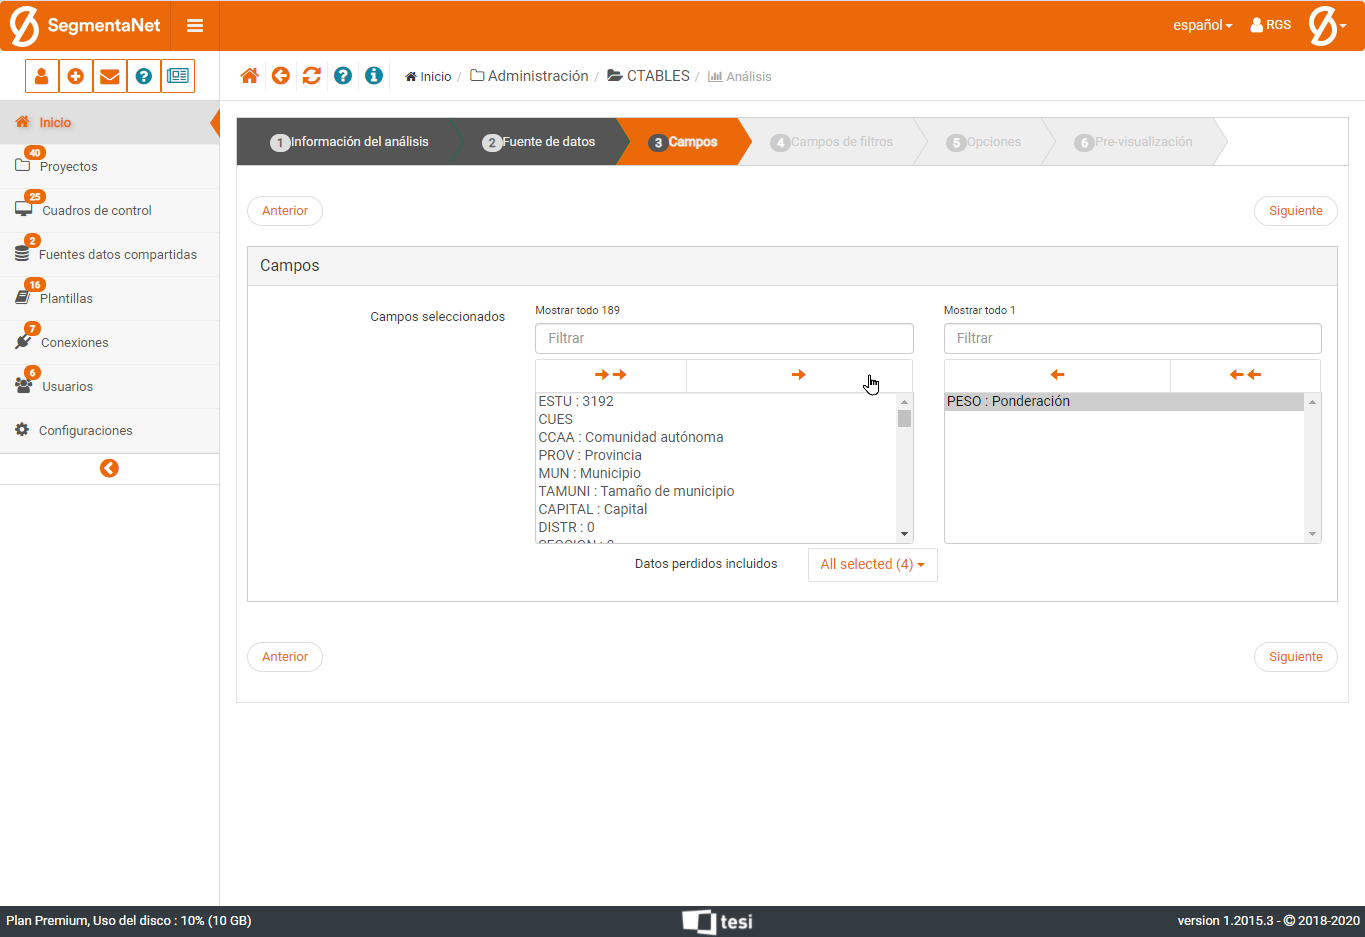 SegmentaNet
español
RGS
Inicio / Administración / CTABLES / Análisis
Inicio
40
Proyectos
25
Cuadros de control
2
Fuentes datos compartidas
16
Plantillas
7
Conexiones
6
Usuarios
Configuraciones
1 Información del análisis
2 Fuente de datos
3 Campos
4 Campos de filtros
5 Opciones
6 Pre-visualización
Anterior
Siguiente
Campos
Campos seleccionados
Mostrar todo 189
Filtrar
ESTU : 3192
CUES
CCAA : Comunidad autónoma
PROV : Provincia
MUN : Municipio
TAMUNI : Tamaño de municipio
CAPITAL : Capital
DISTR : 0
SECCION : 0
Mostrar todo 1
Filtrar
PESO : Ponderación
Datos perdidos incluidos
All selected (4)
Anterior
Siguiente
Plan Premium, Uso del disco : 10% (10 GB)
tesi
version 1.2015.3 - © 2018-2020